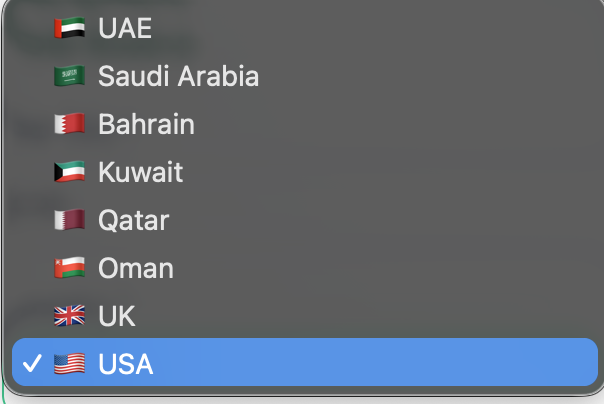 UAE
Saudi Arabia
Bahrain
Kuwait
Qatar
Oman
UK
USA